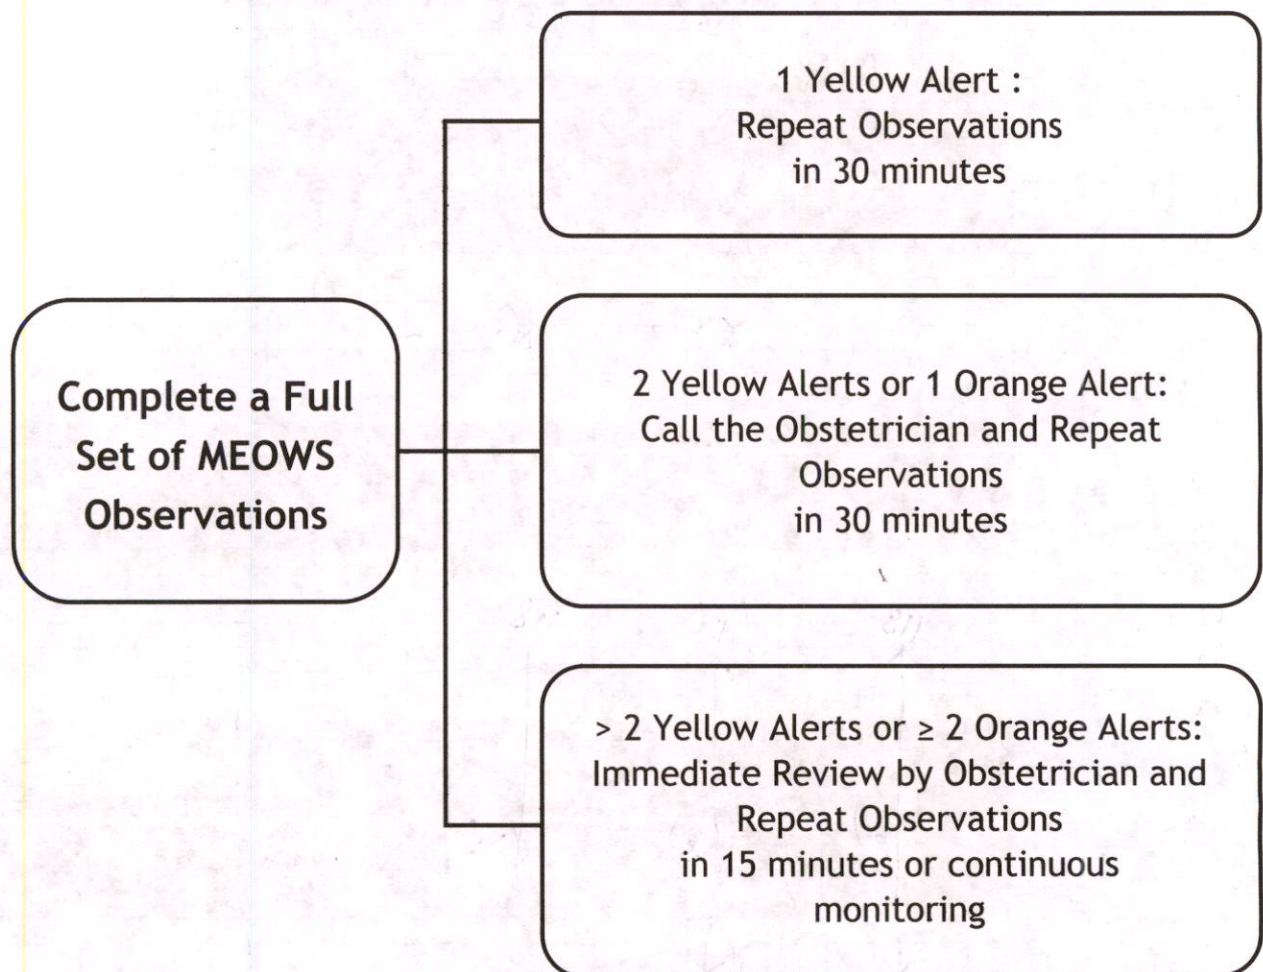 1 Yellow Alert :
Repeat Observations
in 30 minutes
Complete a Full
Set of MEOWS
Observations
2 Yellow Alerts or 1 Orange Alert:
Call the Obstetrician and Repeat
Observations
in 30 minutes
> 2 Yellow Alerts or ≥ 2 Orange Alerts:
Immediate Review by Obstetrician and
Repeat Observations
in 15 minutes or continuous
monitoring